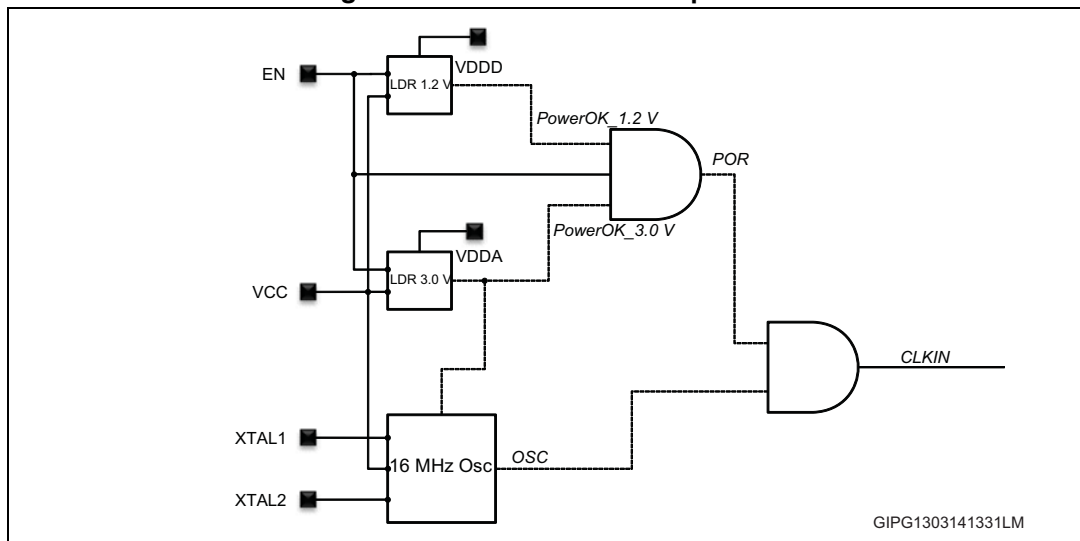 VDDD
EN
LDR 1.2 V
PowerOK_1.2 V
POR
PowerOK_3.0 V
VDDA
LDR 3.0 V
VCC
CLKIN
XTAL1
16 MHz Osc
OSC
XTAL2
GIPG1303141331LM